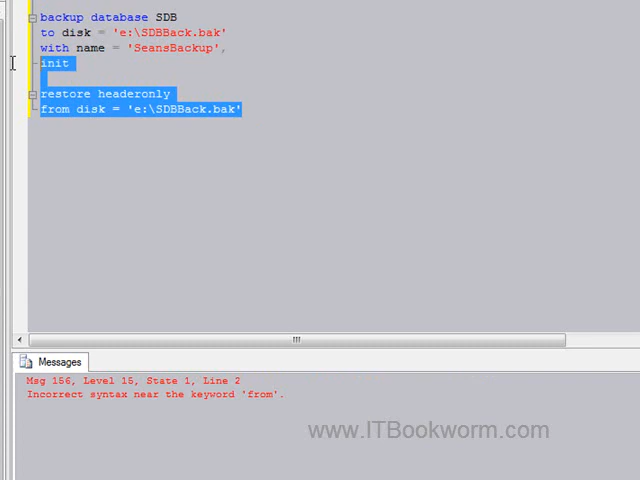 backup database SDB
to disk = 'e:\SDBBack.bak'
with name = 'SeansBackup',
init
restore headeronly
from disk = 'e:\SDBBack.bak'
Messages
Msg 156, Level 15, State 1, Line 2
Incorrect syntax near the keyword 'from'.
www.ITBookworm.com